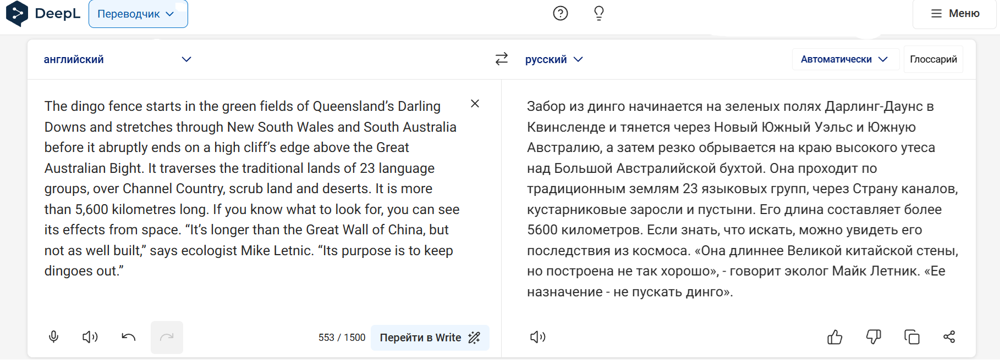 DeepL
Переводчик
Меню
английский
русский
Автоматически
Глоссарий
The dingo fence starts in the green fields of Queensland’s Darling
Downs and stretches through New South Wales and South Australia
before it abruptly ends on a high cliff’s edge above the Great
Australian Bight. It traverses the traditional lands of 23 language
groups, over Channel Country, scrub land and deserts. It is more
than 5,600 kilometres long. If you know what to look for, you can see
its effects from space. “It’s longer than the Great Wall of China, but
not as well built,” says ecologist Mike Letnic. “Its purpose is to keep
dingoes out.”
553 / 1500
Перейти в Write
Забор из динго начинается на зеленых полях Дарлинг-Даунс в
Квинсленде и тянется через Новый Южный Уэльс и Южную
Австралию, а затем резко обрывается на краю высокого утеса
над Большой Австралийской бухтой. Она проходит по
традиционным землям 23 языковых групп, через Страну каналов,
кустарниковые заросли и пустыни. Его длина составляет более
5600 километров. Если знать, что искать, можно увидеть его
последствия из космоса. «Она длиннее Великой китайской стены,
но построена не так хорошо», - говорит эколог Майк Летник. «Ее
назначение - не пускать динго».